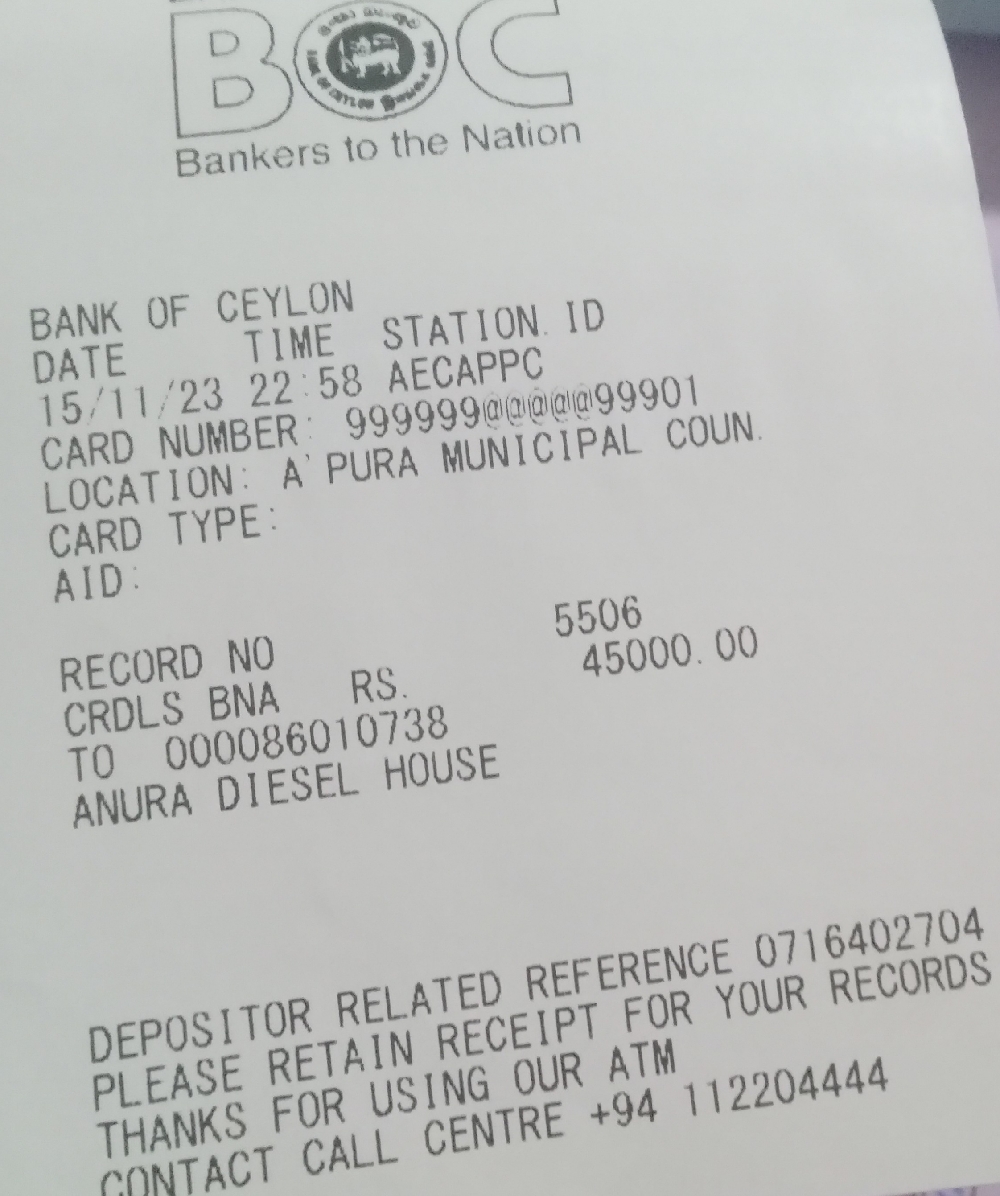 BOC
Bankers to the Nation
BANK OF CEYLON
DATE TIME STATION ID
15/11/23 22:58 AECAPPC
CARD NUMBER: 999999@@@@@99901
LOCATION: A'PURA MUNICIPAL COUN.
CARD TYPE:
AID:
RECORD NO 5506
CRDLS BNA RS. 45000.00
TO 000086010738
ANURA DIESEL HOUSE
DEPOSITOR RELATED REFERENCE 0716402704
PLEASE RETAIN RECEIPT FOR YOUR RECORDS
THANKS FOR USING OUR ATM
CONTACT CALL CENTRE +94 112204444